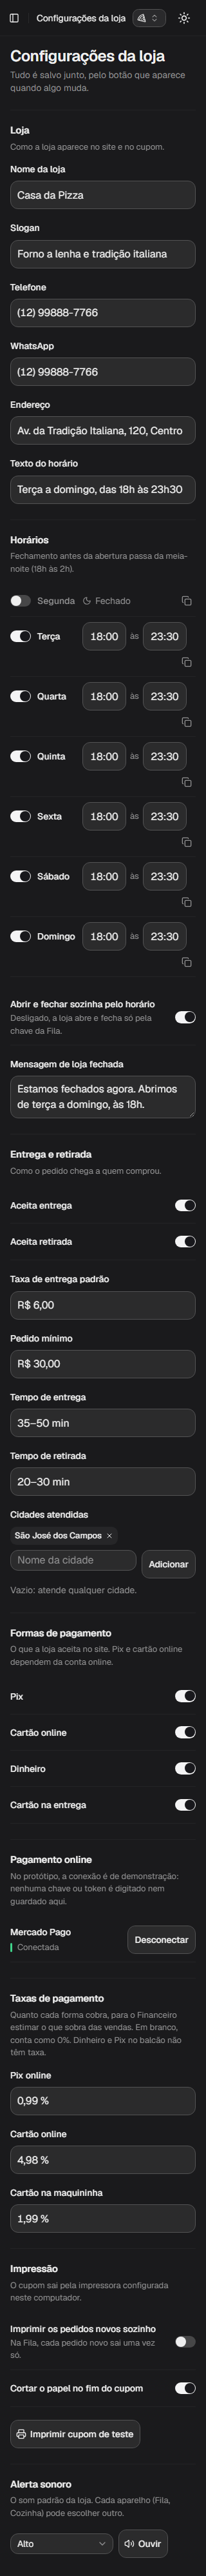 Configurações da loja
Configurações da loja
Tudo é salvo junto, pelo botão que aparece
quando algo muda.
Loja
Como a loja aparece no site e no cupom.
Nome da loja
Casa da Pizza
Slogan
Forno a lenha e tradição italiana
Telefone
(12) 99888-7766
WhatsApp
(12) 99888-7766
Endereço
Av. da Tradição Italiana, 120, Centro
Texto do horário
Terça a domingo, das 18h às 23h30
Horários
Fechamento antes da abertura passa da meia-
noite (18h às 2h).
Segunda Fechado
Terça 18:00 às 23:30
Quarta 18:00 às 23:30
Quinta 18:00 às 23:30
Sexta 18:00 às 23:30
Sábado 18:00 às 23:30
Domingo 18:00 às 23:30
Abrir e fechar sozinha pelo horário
Desligado, a loja abre e fecha só pela
chave da Fila.
Mensagem de loja fechada
Estamos fechados agora. Abrimos
de terça a domingo, às 18h.
Entrega e retirada
Como o pedido chega a quem comprou.
Aceita entrega
Aceita retirada
Taxa de entrega padrão
R$ 6,00
Pedido mínimo
R$ 30,00
Tempo de entrega
35–50 min
Tempo de retirada
20–30 min
Cidades atendidas
São José dos Campos ×
Nome da cidade Adicionar
Vazio: atende qualquer cidade.
Formas de pagamento
O que a loja aceita no site. Pix e cartão online
dependem da conta online.
Pix
Cartão online
Dinheiro
Cartão na entrega
Pagamento online
No protótipo, a conexão é de demonstração:
nenhuma chave ou token é digitado nem
guardado aqui.
Mercado Pago
Conectada
Desconectar
Taxas de pagamento
Quanto cada forma cobra, para o Financeiro
estimar o que sobra das vendas. Em branco,
conta como 0%. Dinheiro e Pix no balcão não
têm taxa.
Pix online
0,99 %
Cartão online
4,98 %
Cartão na maquininha
1,99 %
Impressão
O cupom sai pela impressora configurada
neste computador.
Imprimir os pedidos novos sozinho
Na Fila, cada pedido novo sai uma vez
só.
Cortar o papel no fim do cupom
Imprimir cupom de teste
Alerta sonoro
O som padrão da loja. Cada aparelho (Fila,
Cozinha) pode escolher outro.
Alto Ouvir